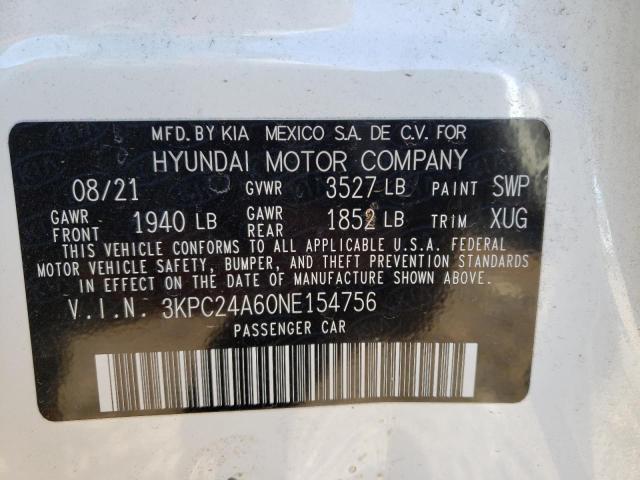 MFD. BY KIA MEXICO S.A. DE C.V. FOR
HYUNDAI MOTOR COMPANY
08/21 GVWR 3527 LB PAINT SWP
GAWR FRONT 1940 LB GAWR REAR 1852 LB TRIM XUG
THIS VEHICLE CONFORMS TO ALL APPLICABLE U.S.A. FEDERAL
MOTOR VEHICLE SAFETY, BUMPER, AND THEFT PREVENTION STANDARDS
IN EFFECT ON THE DATE OF MANUFACTURE SHOWN ABOVE.
V.I.N. 3KPC24A60NE154756
PASSENGER CAR